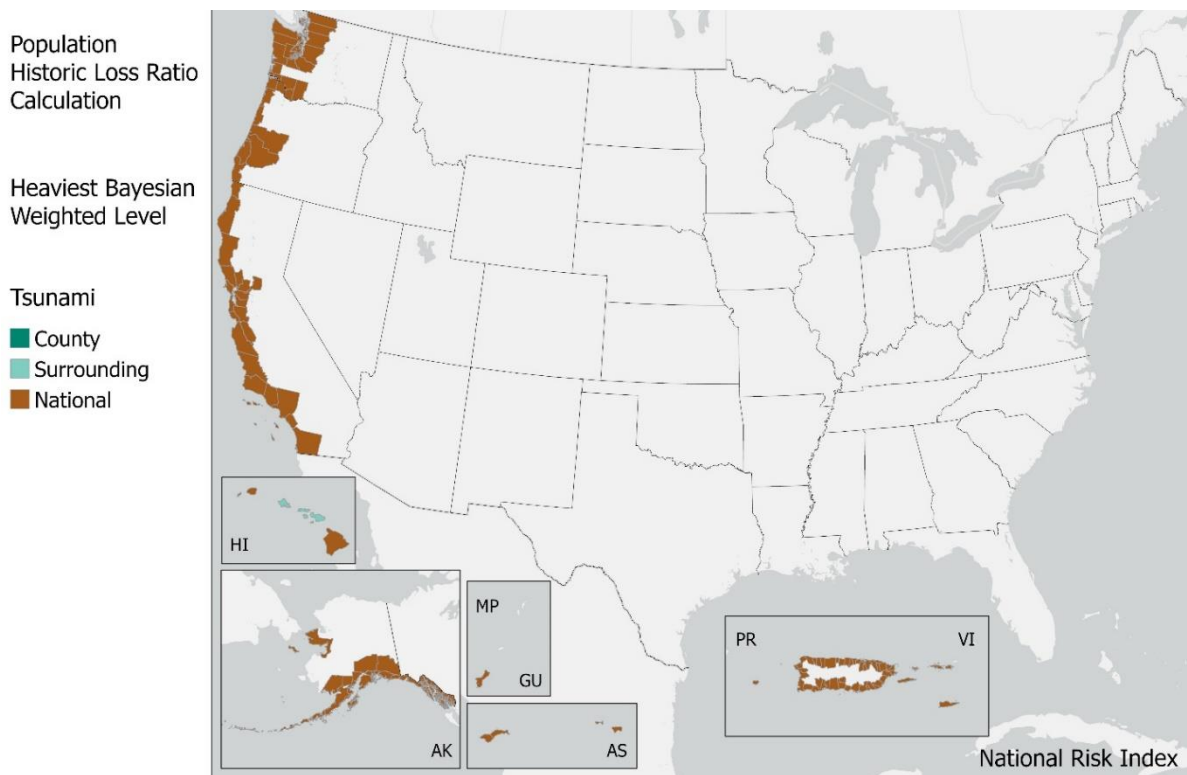 Population
Historic Loss Ratio
Calculation
Heaviest Bayesian
Weighted Level
Tsunami
County
Surrounding
National
HI
MP
GU
AK
AS
PR
VI
National Risk Index